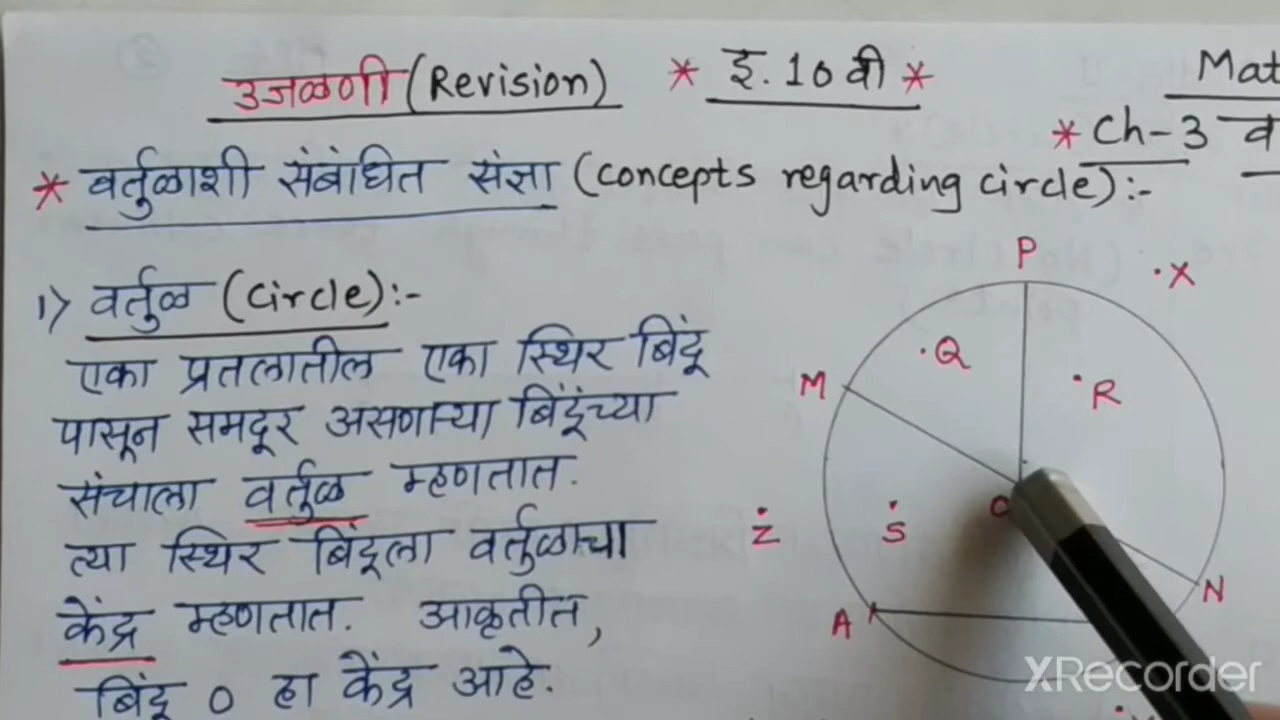 उजळणी (Revision) * इ. 10 वी * Mat
* Ch-3 व
* वर्तुळाशी संबंधित संज्ञा (concepts regarding circle):-
1) वर्तुळ (Circle):-
एका प्रतलातील एका स्थिर बिंदू
पासून समदूर असणाऱ्या बिंदूंच्या
संचाला वर्तुळ म्हणतात.
त्या स्थिर बिंदूला वर्तुळाचा
केंद्र म्हणतात. आकृतीत,
बिंदू O हा केंद्र आहे.
P
X
Q
M
R
O
Z
S
N
A
XRecorder